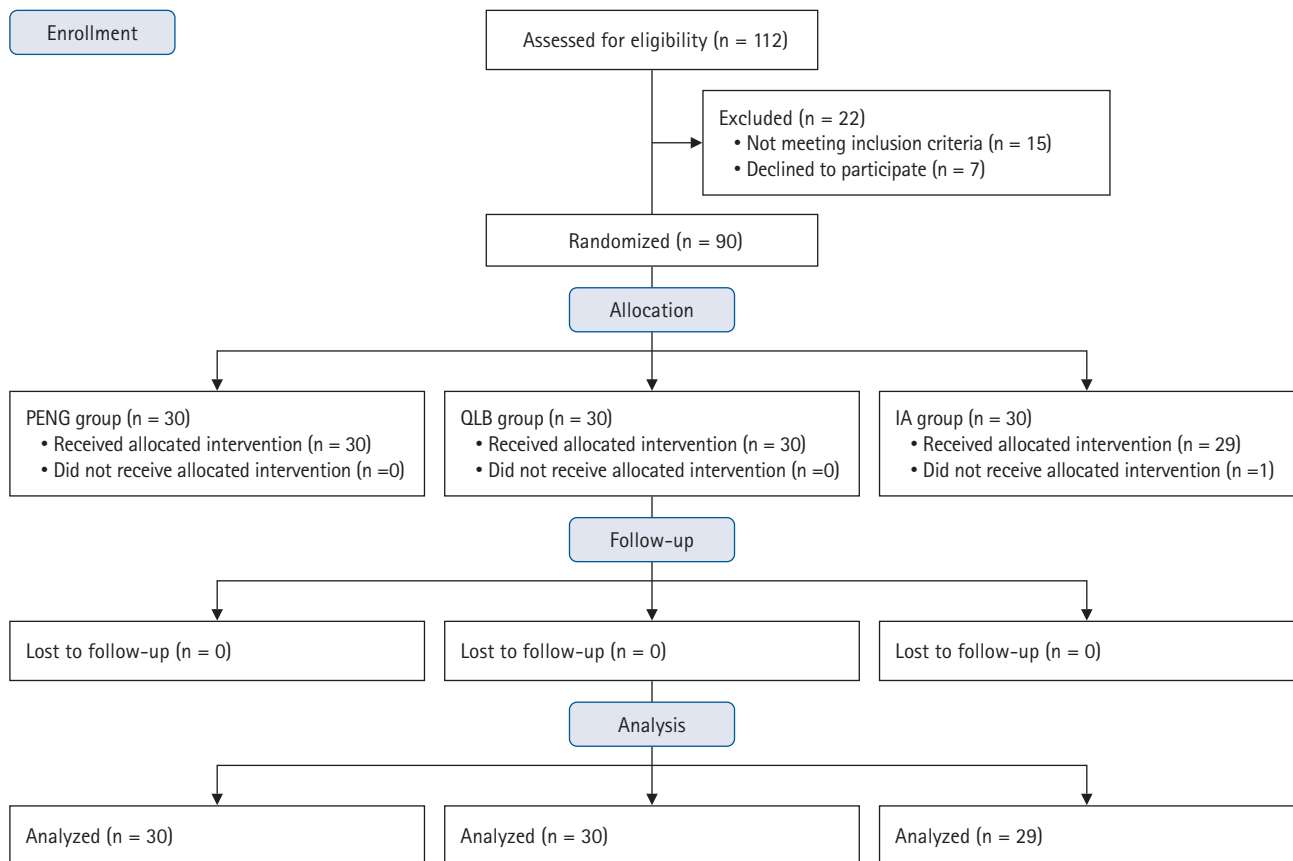 Enrollment
Assessed for eligibility (n = 112)
Excluded (n = 22)
• Not meeting inclusion criteria (n = 15)
• Declined to participate (n = 7)
Randomized (n = 90)
Allocation
PENG group (n = 30)
• Received allocated intervention (n = 30)
• Did not receive allocated intervention (n =0)
QLB group (n = 30)
• Received allocated intervention (n = 30)
• Did not receive allocated intervention (n =0)
IA group (n = 30)
• Received allocated intervention (n = 29)
• Did not receive allocated intervention (n =1)
Follow-up
Lost to follow-up (n = 0)
Lost to follow-up (n = 0)
Lost to follow-up (n = 0)
Analysis
Analyzed (n = 30)
Analyzed (n = 30)
Analyzed (n = 29)